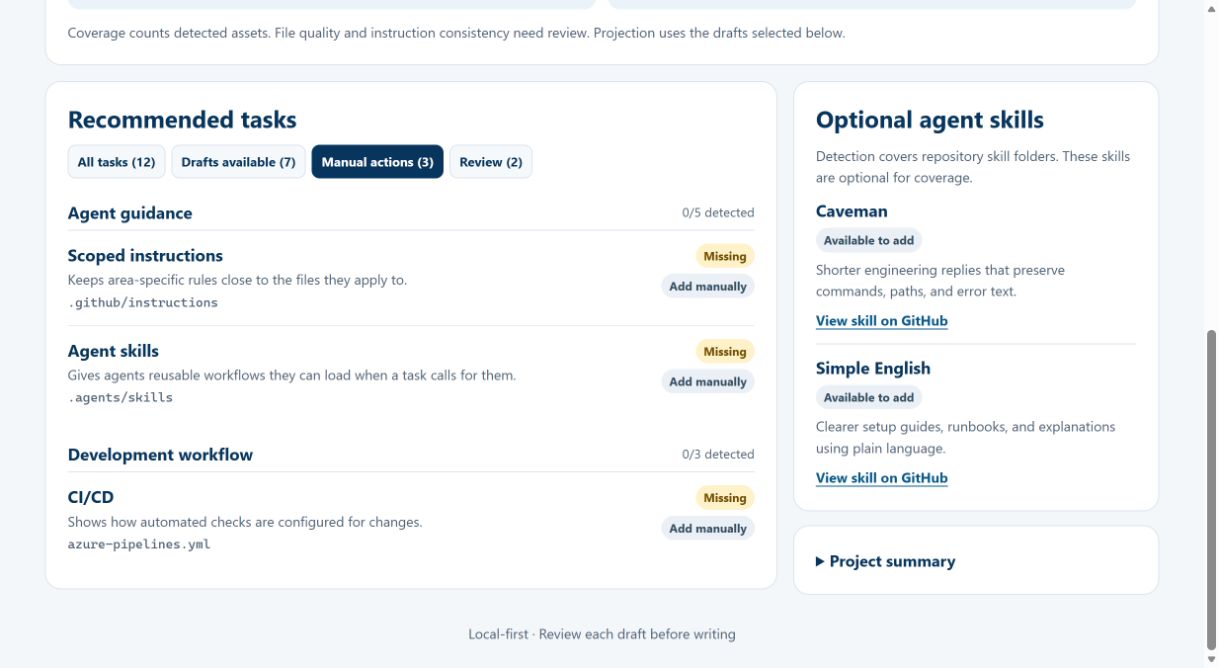 Coverage counts detected assets. File quality and instruction consistency need review. Projection uses the drafts selected below.
Recommended tasks
All tasks (12)
Drafts available (7)
Manual actions (3)
Review (2)
Agent guidance
0/5 detected
Scoped instructions
Missing
Keeps area-specific rules close to the files they apply to.
Add manually
.github/instructions
Agent skills
Missing
Gives agents reusable workflows they can load when a task calls for them.
Add manually
.agents/skills
Development workflow
0/3 detected
CI/CD
Missing
Shows how automated checks are configured for changes.
Add manually
azure-pipelines.yml
Optional agent skills
Detection covers repository skill folders. These skills
are optional for coverage.
Caveman
Available to add
Shorter engineering replies that preserve
commands, paths, and error text.
View skill on GitHub
Simple English
Available to add
Clearer setup guides, runbooks, and explanations
using plain language.
View skill on GitHub
Project summary
Local-first · Review each draft before writing